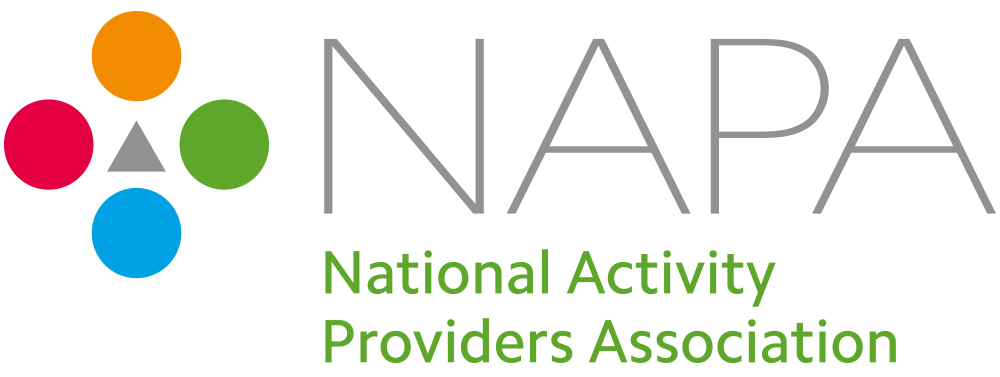 NAPA
National Activity
Providers Association